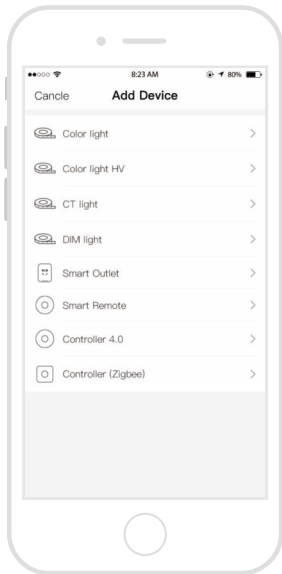 8:23 AM 80%
Cancle Add Device
Color light
Color light HV
CT light
DIM light
Smart Outlet
Smart Remote
Controller 4.0
Controller (Zigbee)